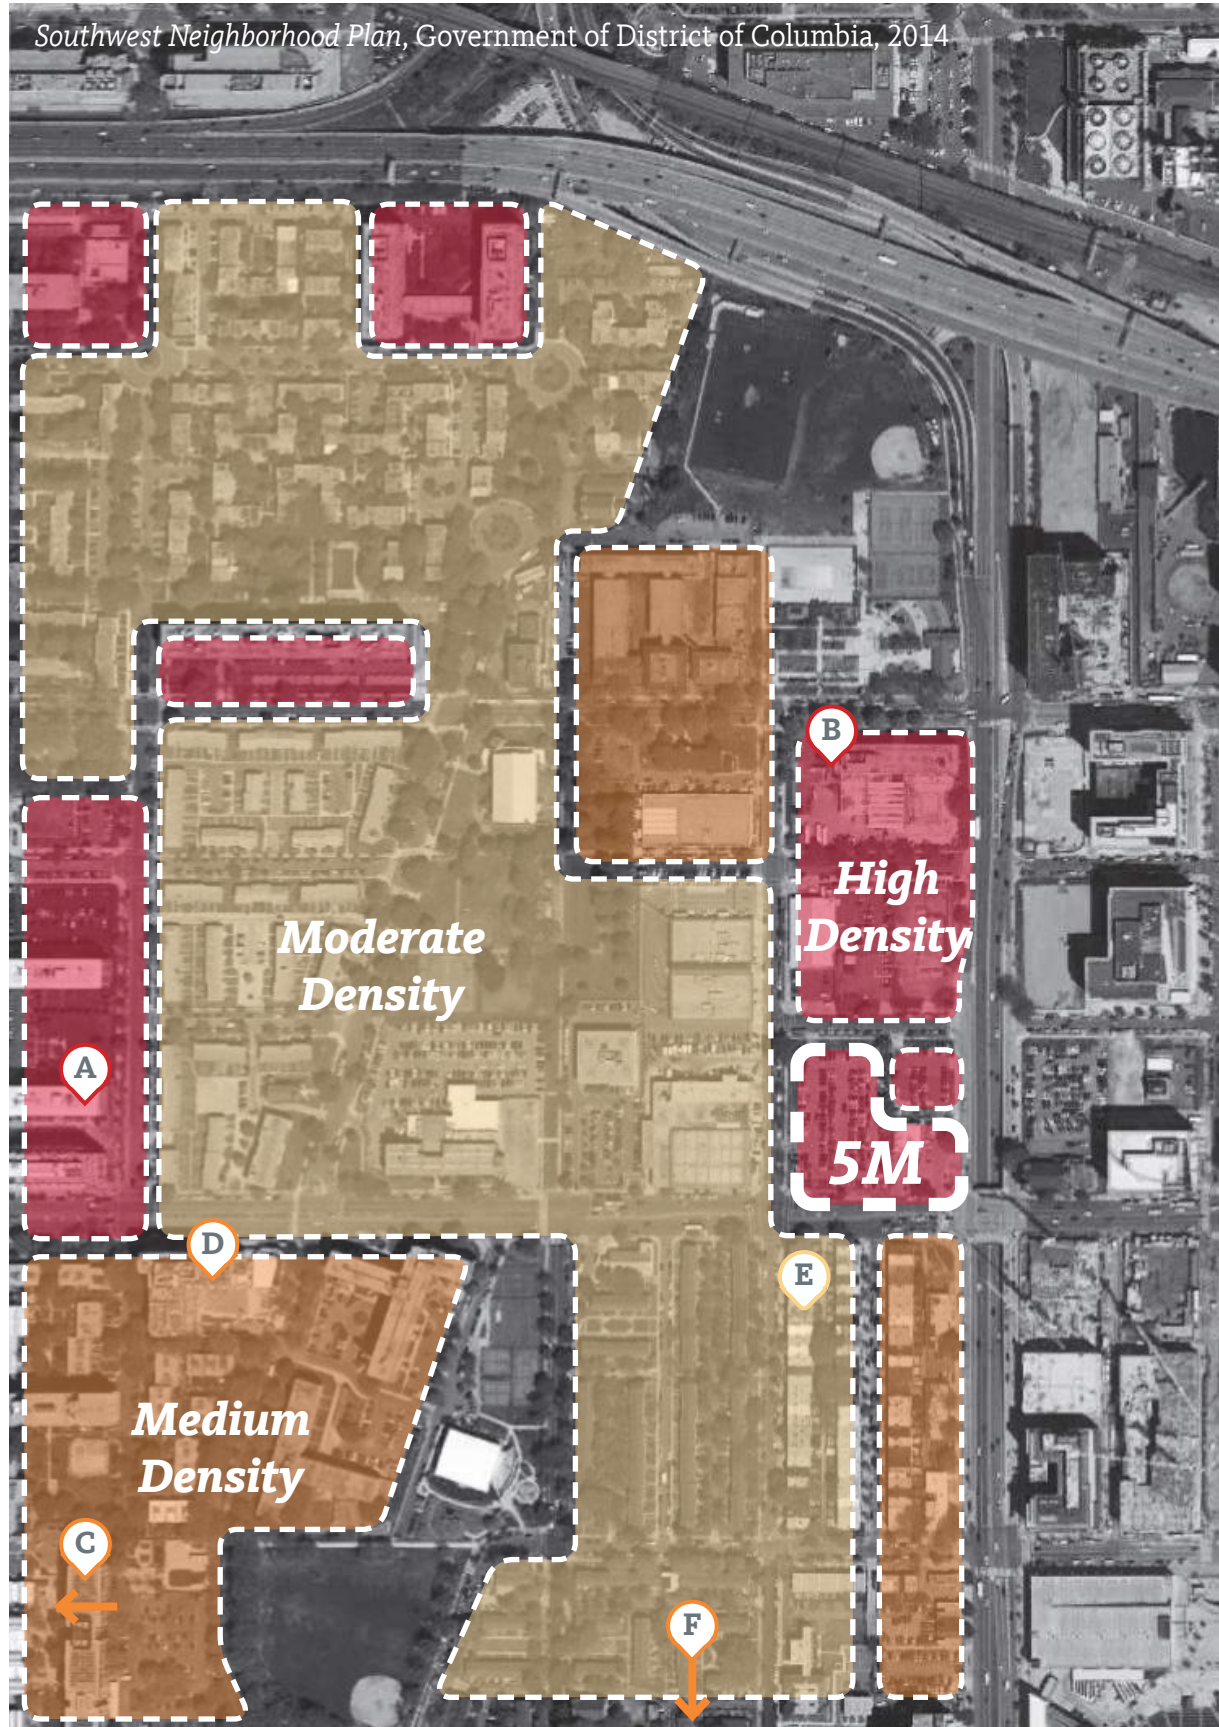 Southwest Neighborhood Plan, Government of District of Columbia, 2014
B
High
Density
Moderate
Density
A
5M
D
E
Medium
Density
C
F